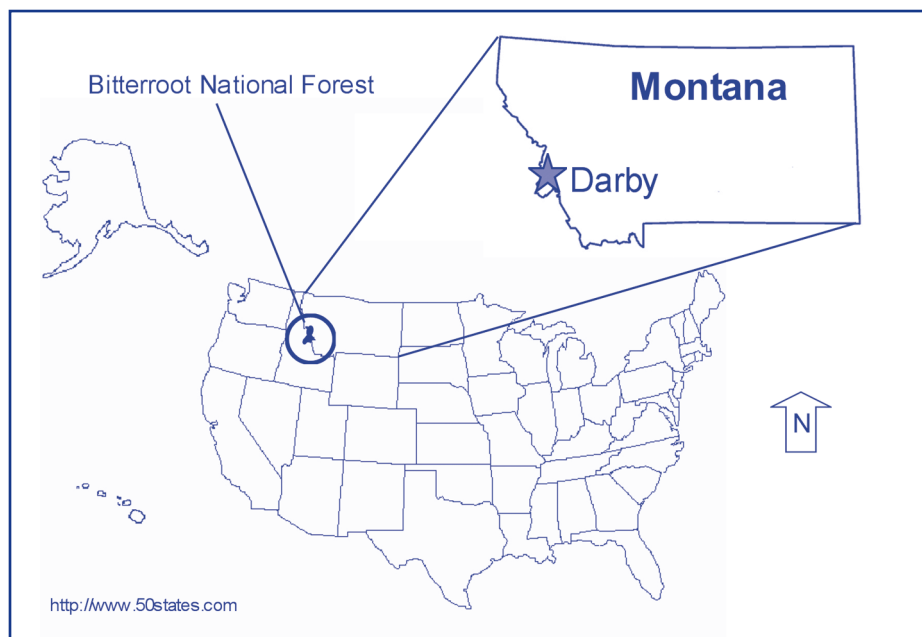 Bitterroot National Forest
Montana
Darby
N
http://www.50states.com